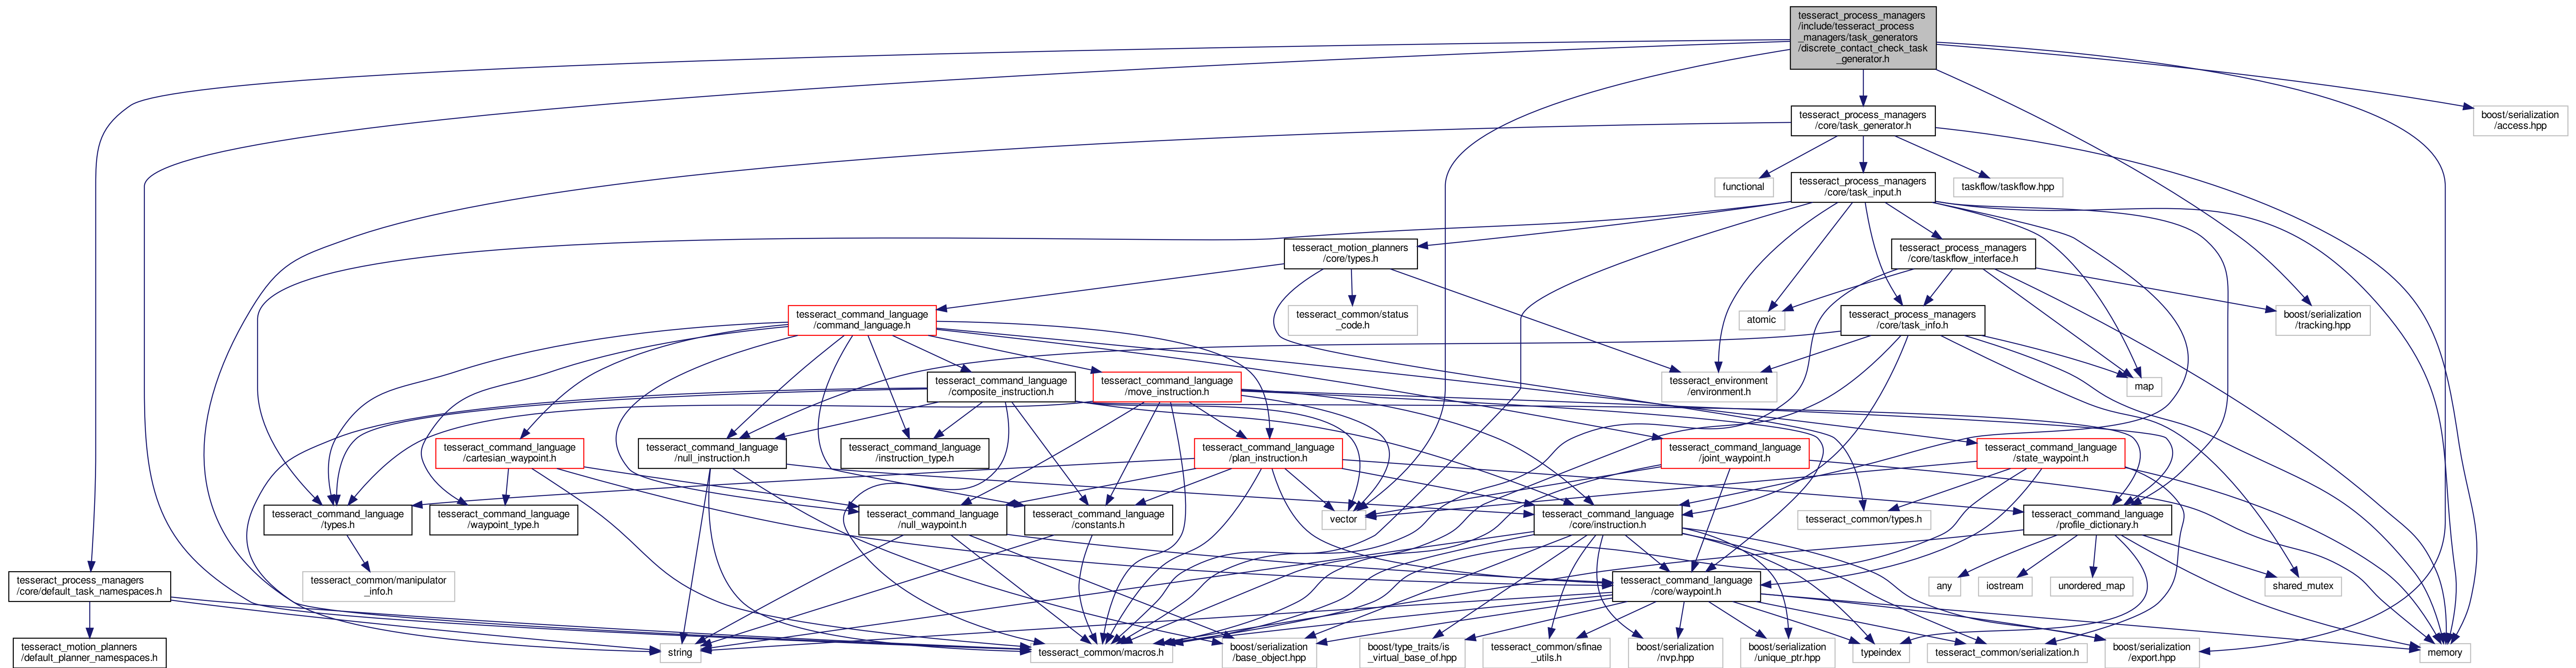 tesseract_process_managers
/include/tesseract_process
_managers/task_generators
/discrete_contact_check_task
_generator.h
boost/serialization
/access.hpp
tesseract_process_managers
/core/task_generator.h
functional
tesseract_process_managers
/core/task_input.h
taskflow/taskflow.hpp
tesseract_motion_planners
/core/types.h
tesseract_process_managers
/core/taskflow_interface.h
tesseract_command_language
/command_language.h
tesseract_common/status
_code.h
atomic
tesseract_process_managers
/core/task_info.h
boost/serialization
/tracking.hpp
tesseract_command_language
/composite_instruction.h
tesseract_command_language
/move_instruction.h
tesseract_environment
/environment.h
map
tesseract_command_language
/cartesian_waypoint.h
tesseract_command_language
/null_instruction.h
tesseract_command_language
/instruction_type.h
tesseract_command_language
/plan_instruction.h
tesseract_command_language
/joint_waypoint.h
tesseract_command_language
/state_waypoint.h
tesseract_command_language
/types.h
tesseract_command_language
/waypoint_type.h
tesseract_command_language
/null_waypoint.h
tesseract_command_language
/constants.h
vector
tesseract_command_language
/core/instruction.h
tesseract_common/types.h
tesseract_command_language
/profile_dictionary.h
tesseract_process_managers
/core/default_task_namespaces.h
tesseract_common/manipulator
_info.h
tesseract_command_language
/core/waypoint.h
any
iostream
unordered_map
shared_mutex
tesseract_motion_planners
/default_planner_namespaces.h
string
tesseract_common/macros.h
boost/serialization
/base_object.hpp
boost/type_traits/is
_virtual_base_of.hpp
tesseract_common/sfinae
_utils.h
boost/serialization
/nvp.hpp
boost/serialization
/unique_ptr.hpp
typeindex
tesseract_common/serialization.h
boost/serialization
/export.hpp
memory